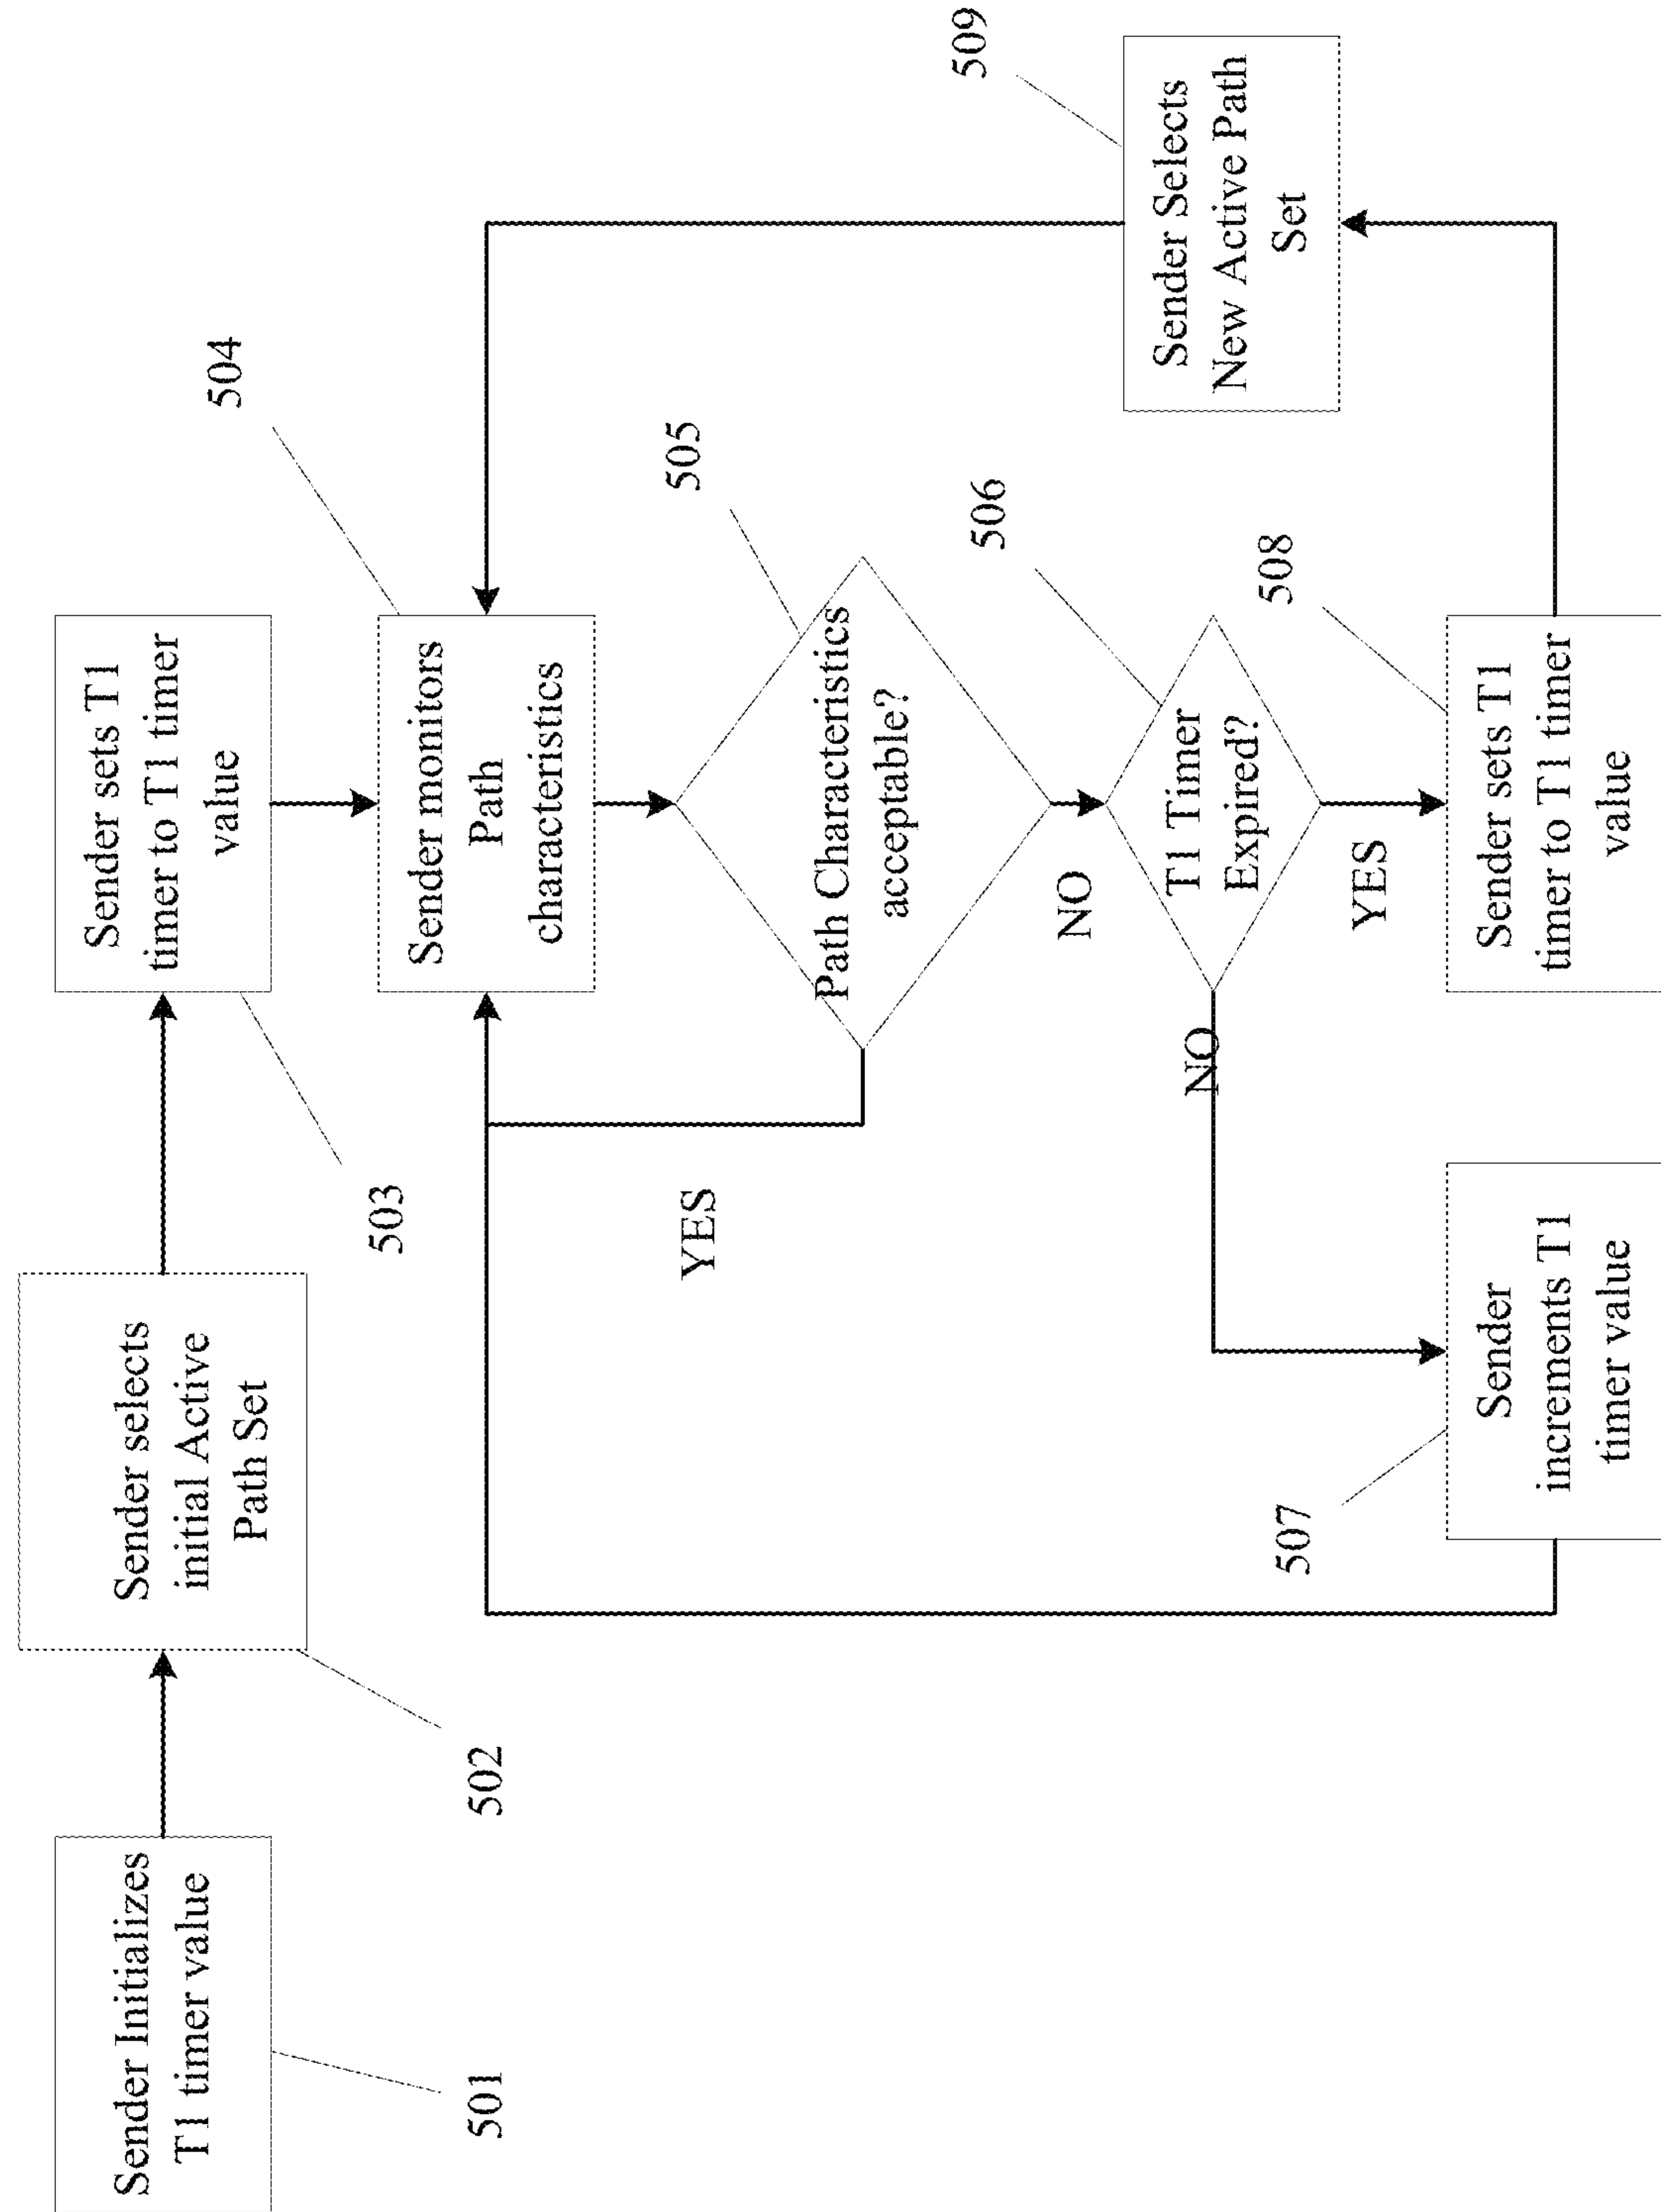 Sender Initializes
T1 timer value
501
Sender selects
initial Active
Path Set
502
Sender sets T1
timer to T1 timer
value
503
Sender monitors
Path
characteristics
504
Path Characteristics
acceptable?
505
YES
NO
T1 Timer
Expired?
506
NO
YES
Sender
increments T1
timer value
507
Sender sets T1
timer to T1 timer
value
508
Sender Selects
New Active Path
Set
509